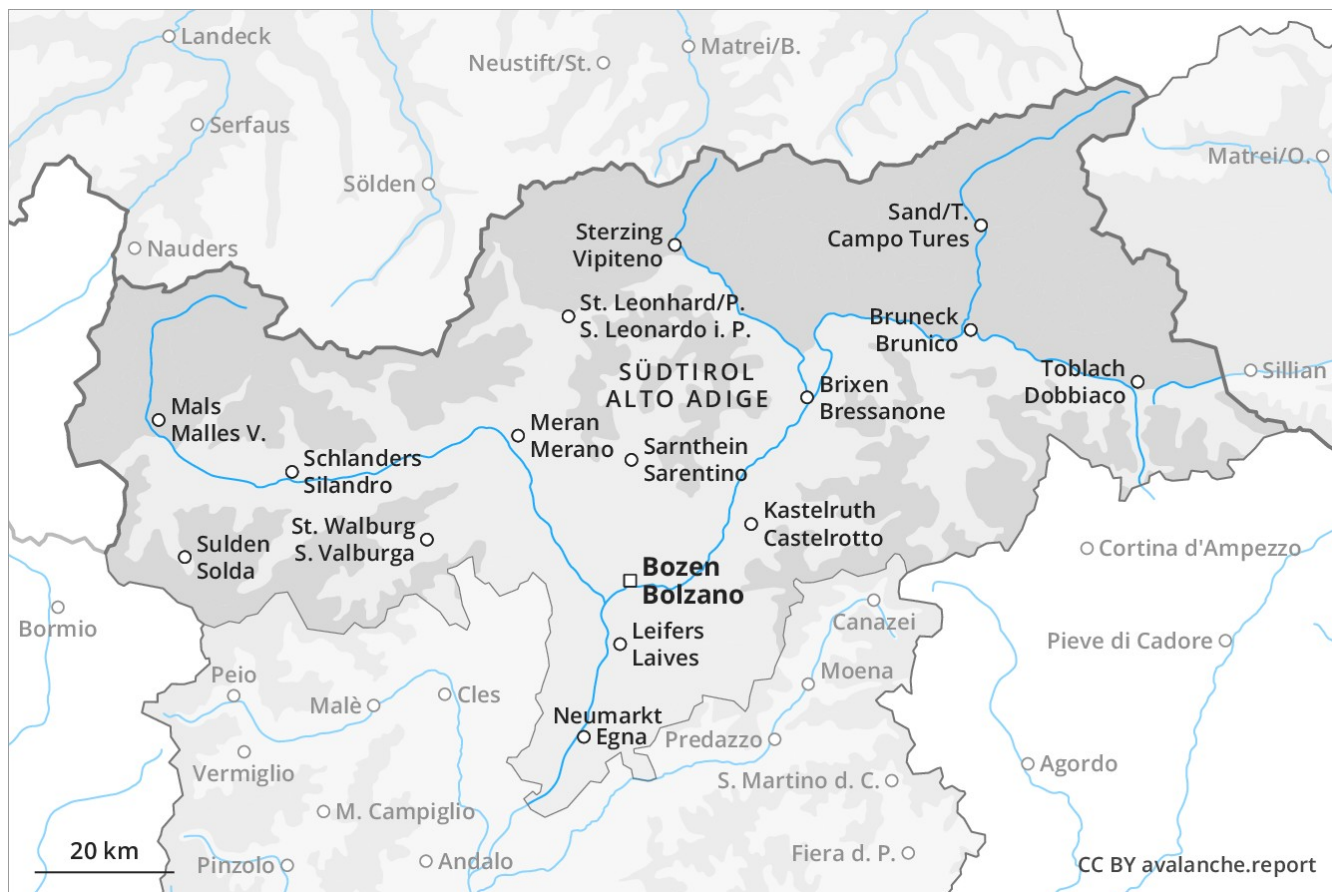 Landeck
Matrei/B.
Neustift/St.
Serfaus
Matrei/O.
Sölden
Sand/T.
Campo Tures
Sterzing
Vipiteno
Nauders
St. Leonhard/P.
S. Leonardo i. P.
Bruneck
Brunico
SÜDTIROL
ALTO ADIGE
Toblach
Dobbiaco
Sillian
Brixen
Bressanone
Mals
Malles V.
Meran
Merano
Sarnthein
Sarentino
Schlanders
Silandro
Kastelruth
Castelrotto
St. Walburg
S. Valburga
Sulden
Solda
Cortina d'Ampezzo
Bozen
Bolzano
Bormio
Canazei
Leifers
Laives
Pieve di Cadore
Peio
Moena
Malè
Cles
Neumarkt
Egna
Predazzo
Vermiglio
Agordo
S. Martino d. C.
M. Campiglio
20 km
Pinzolo
Andalo
Fiera d. P.
CC BY avalanche.report